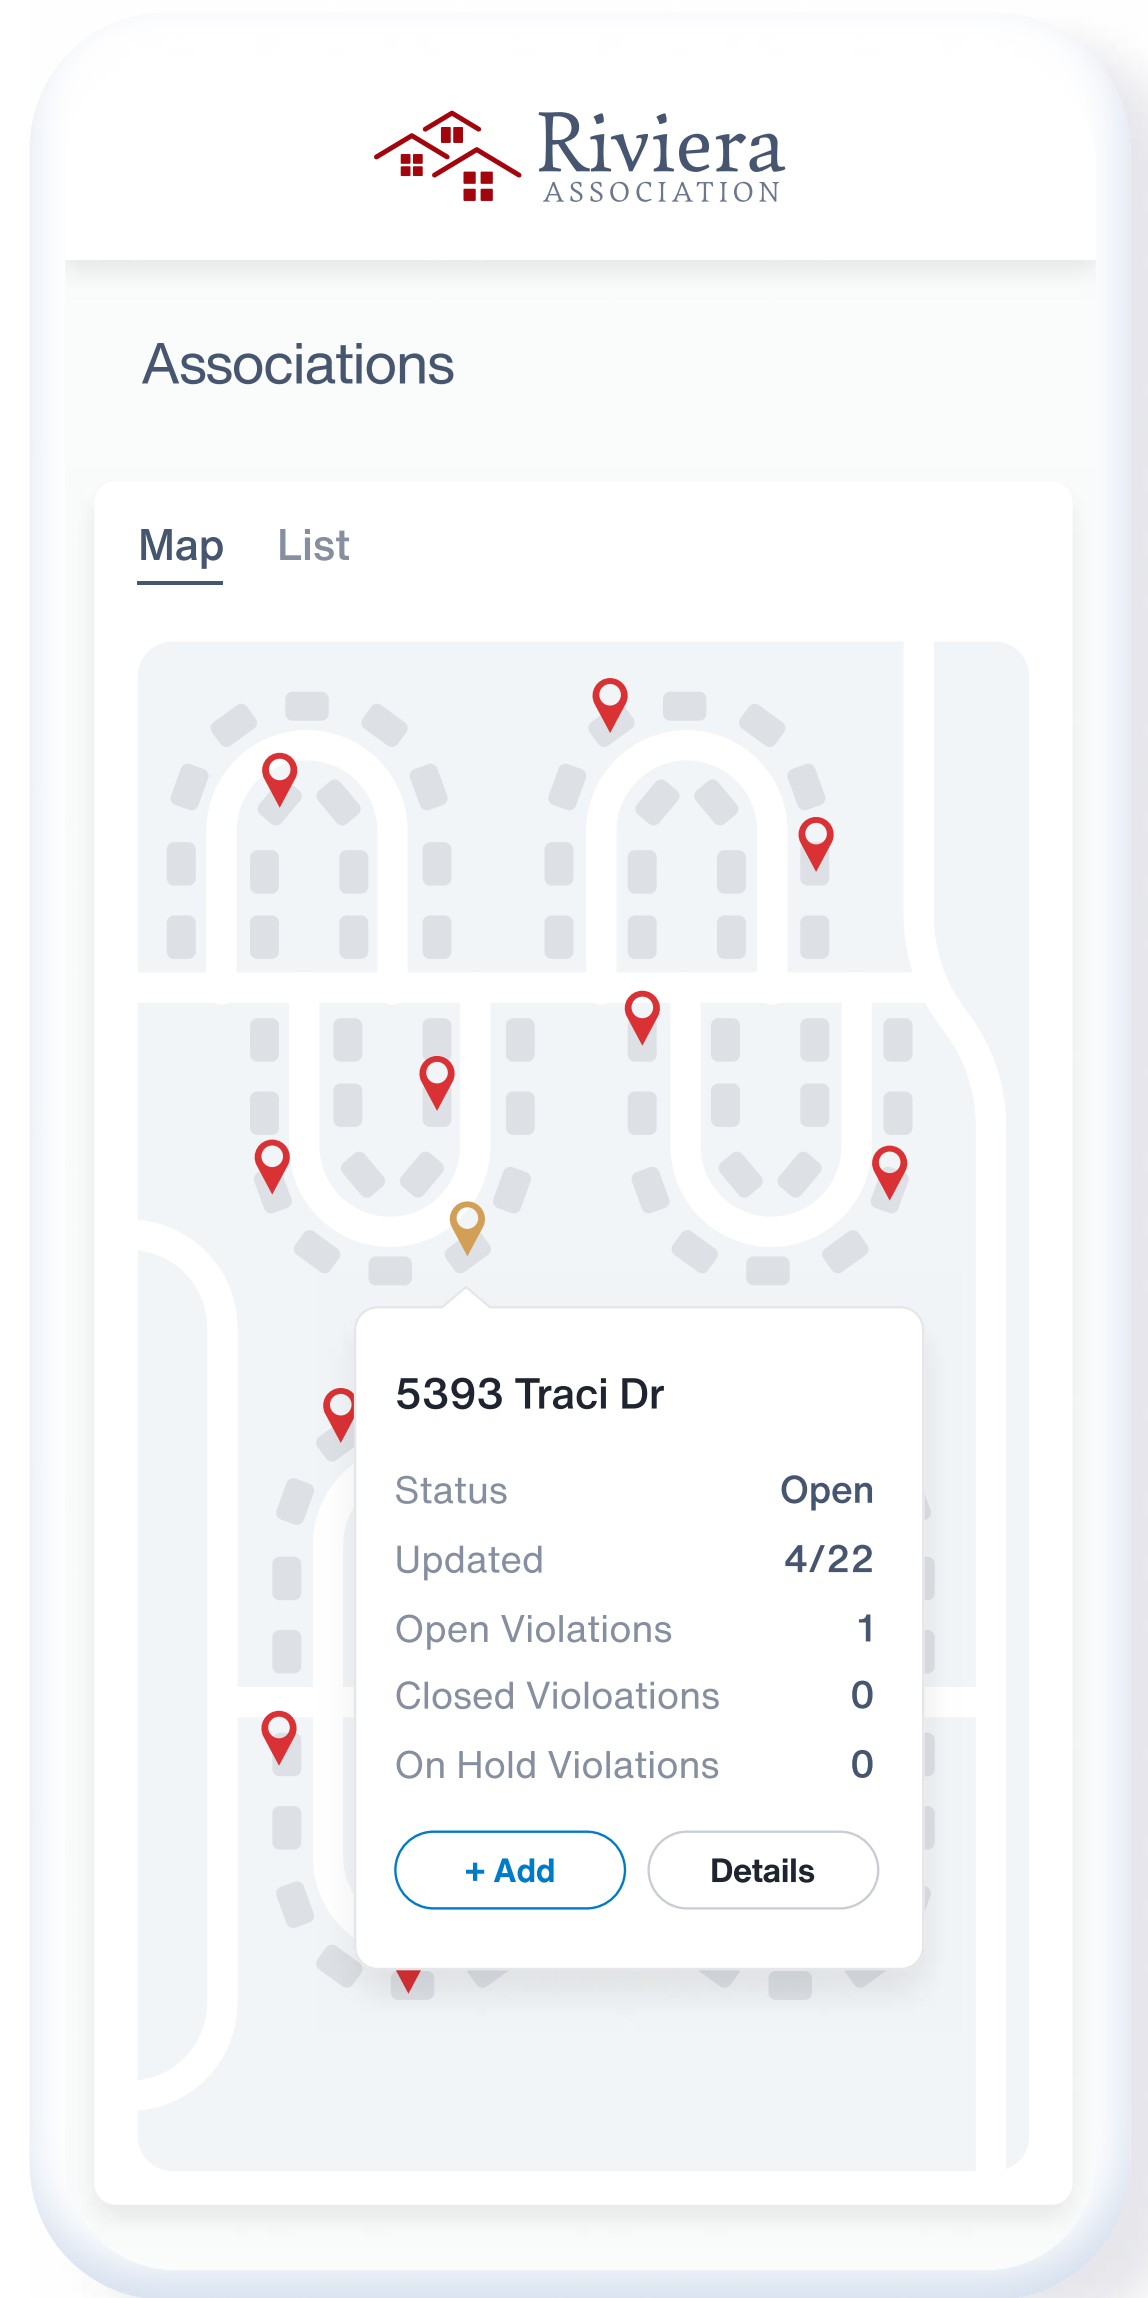 Riviera
ASSOCIATION
Associations
Map List
5393 Traci Dr
Status Open
Updated 4/22
Open Violations 1
Closed Violoations 0
On Hold Violations 0
+ Add Details